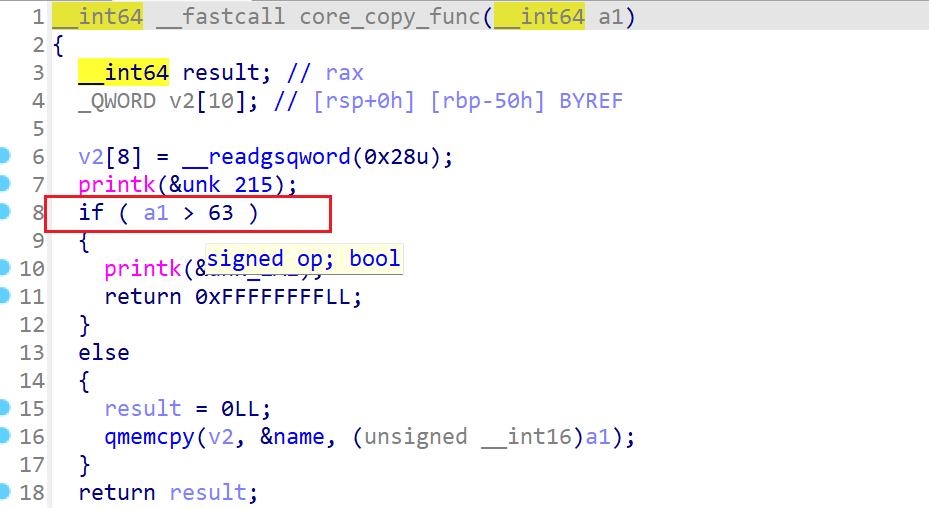 1 __int64 __fastcall core_copy_func(__int64 a1)
2 {
3 __int64 result; // rax
4 _QWORD v2[10]; // [rsp+0h] [rbp-50h] BYREF
5
6 v2[8] = __readgsqword(0x28u);
7 printk(&unk_215);
8 if ( a1 > 63 )
9 {
signed op; bool
10 printk(&
11 return 0xFFFFFFFFLL;
12 }
13 else
14 {
15 result = 0LL;
16 qmemcpy(v2, &name, (unsigned __int16)a1);
17 }
18 return result;